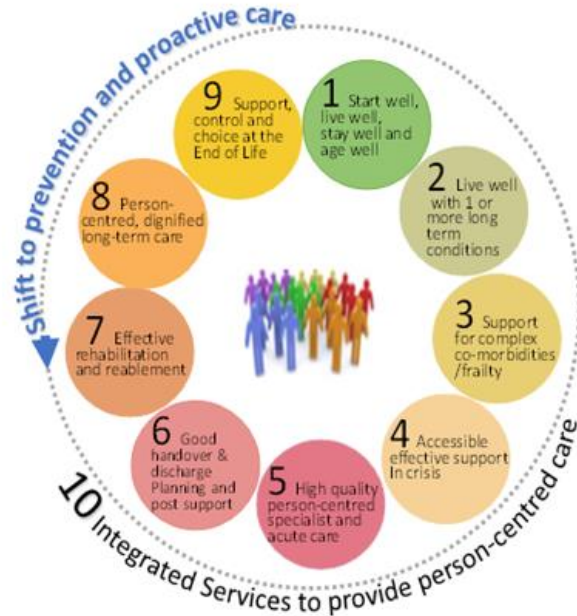 Shift to prevention and proactive care
1 Start well,
live well,
stay well and
age well
2 Live well
with 1 or
more long
term
conditions
3 Support
for complex
co-morbidities
/frailty
4 Accessible
effective support
In crisis
5 High quality
person-centred
specialist and
acute care
6 Good
handover &
discharge
Planning and
post support
7 Effective
rehabilitation
and reablement
8 Person-
centred, dignified
long-term care
9 Support,
control and
choice at the
End of Life
10 Integrated Services to provide person-centred care